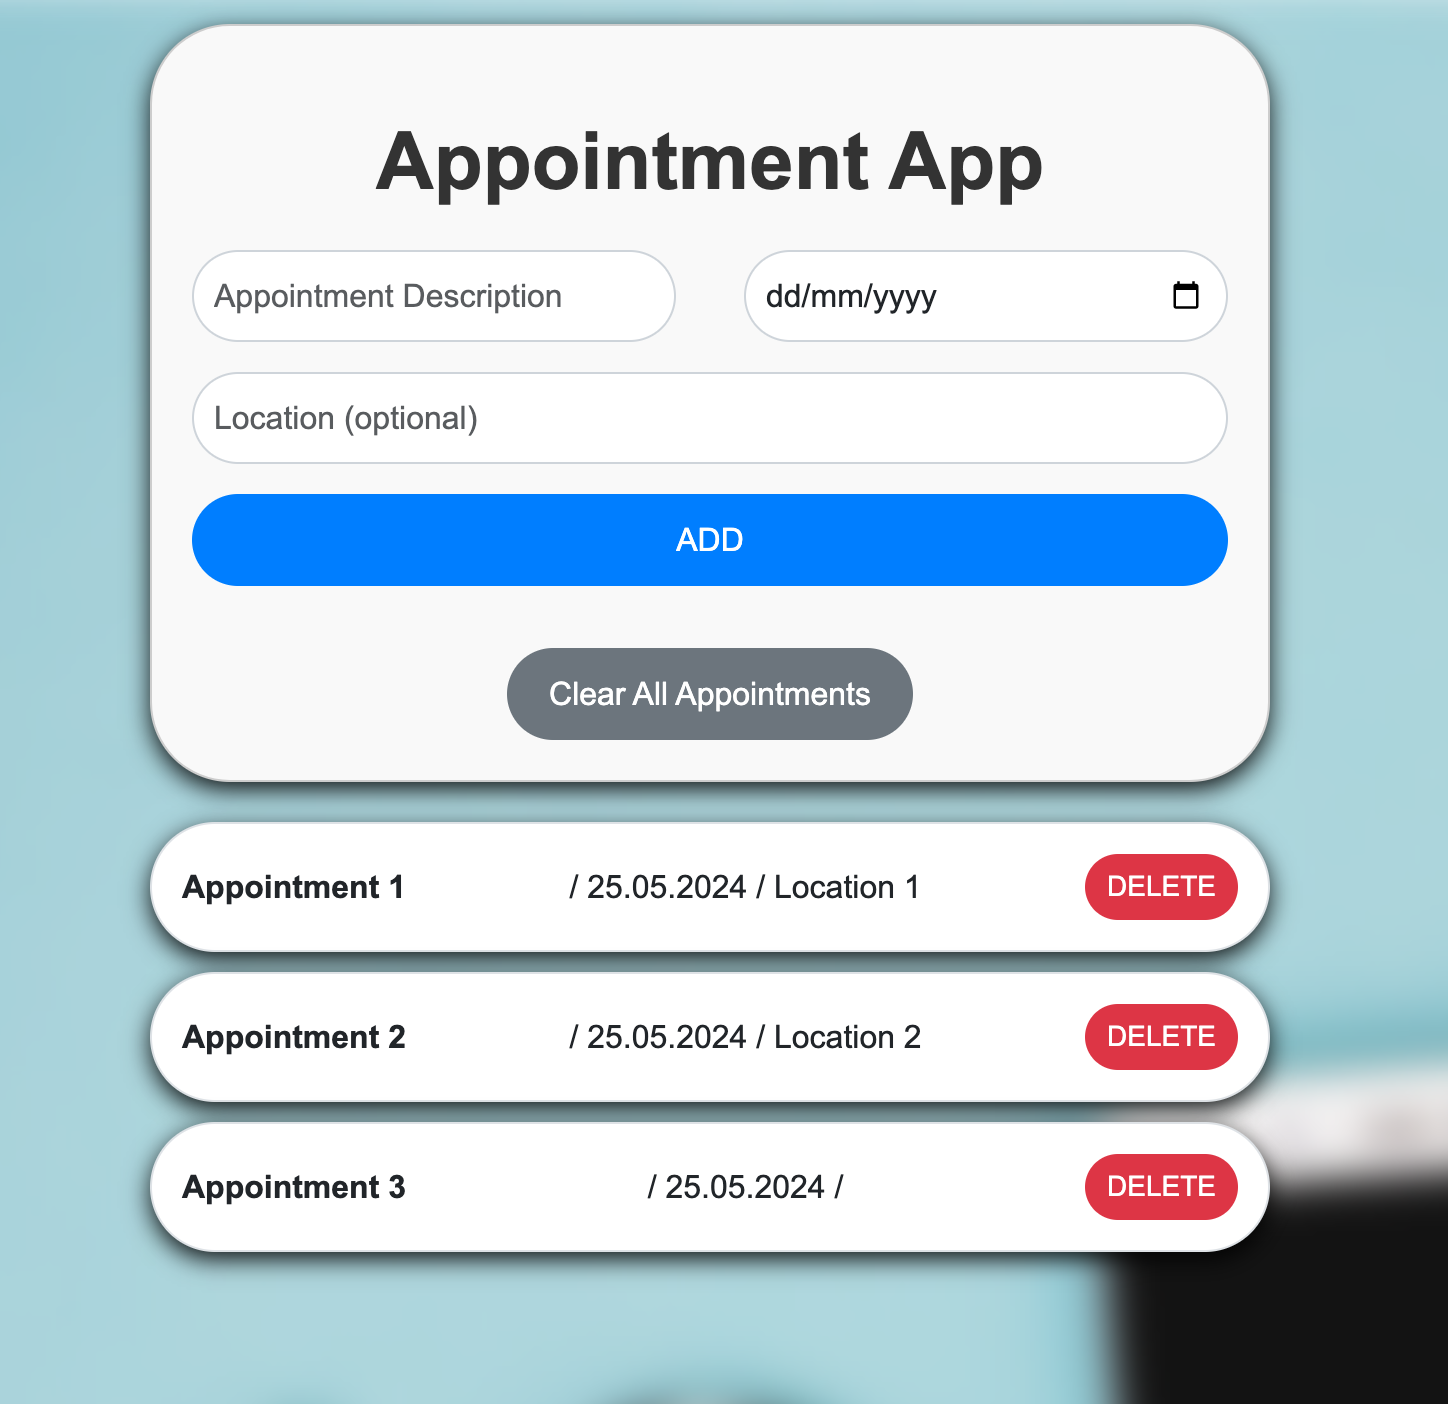 Appointment App
Appointment Description dd/mm/yyyy
Location (optional)
ADD
Clear All Appointments
Appointment 1 / 25.05.2024 / Location 1 DELETE
Appointment 2 / 25.05.2024 / Location 2 DELETE
Appointment 3 / 25.05.2024 / DELETE